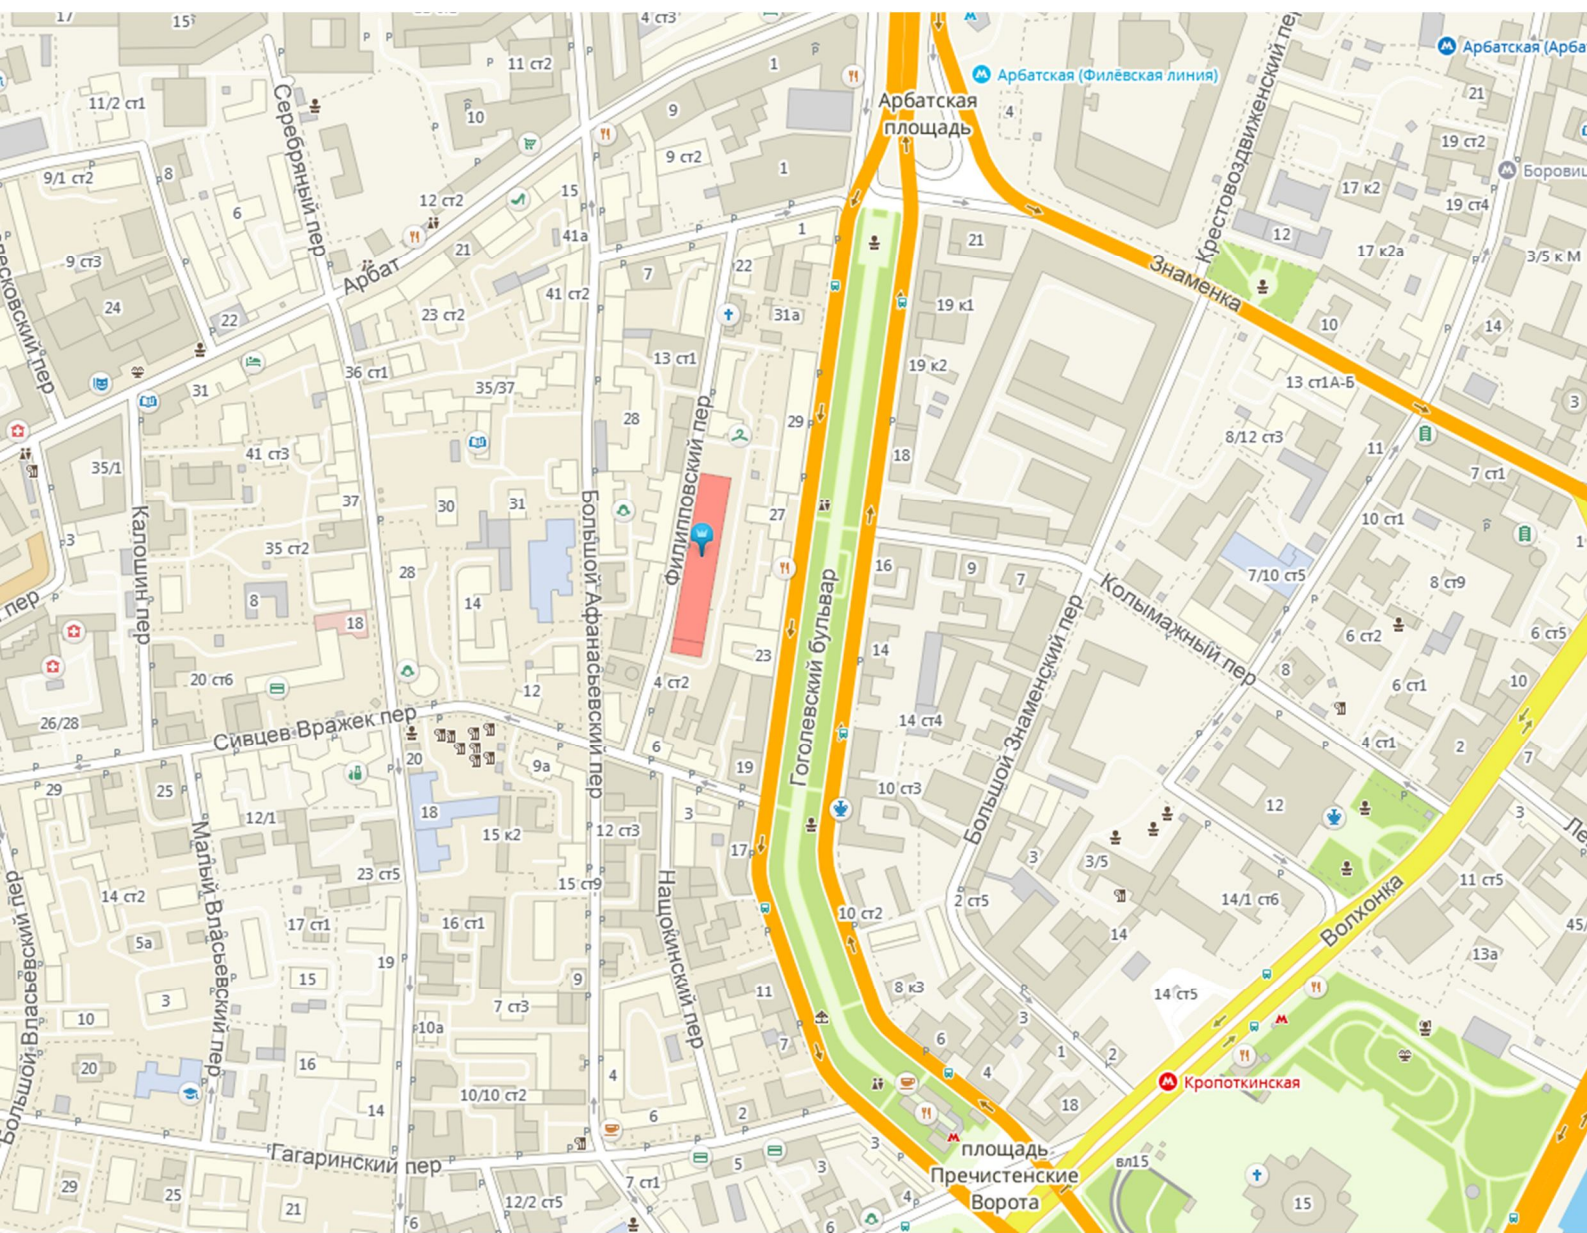 17
15
11 ст2
4 ст3
1
Арбатская (Арба
Арбатская (Филёвская линия)
11/2 ст1
10
9
4
21
Арбатская
площадь
Крестовоздвиженский пер
Серебряный пер
9/1 ст2
8
9 ст2
1
19 ст2
Боровиц
6
12 ст2
15
17 к2
19 ст4
41а
21
1
21
12
17 к2а
3/5 к М
9 ст3
Арбат
7
22
41 ст2
Знаменка
24
22
23 ст2
31а
19 к1
10
14
13 ст1
36 ст1
35/37
19 к2
13 ст1А-Б
3
31
28
29
8/12 ст3
11
35/1
41 ст3
18
7 ст1
Филипповский пер
37
30
31
27
10 ст1
Калошин пер
Большой Афанасьевский пер
3
35 ст2
28
16
9
7
7/10 ст5
8 ст9
пер
8
14
Гоголевский бульвар
Колымажный пер
18
6 ст2
6 ст5
23
14
Большой Знаменский пер
20 ст6
12
4 ст2
8
6 ст1
10
26/28
Сивцев Вражек пер
14 ст4
6
4 ст1
2
7
20
9а
19
29
25
10 ст3
12
3
18
12/1
15 к2
12 ст3
3
17
3
3/5
Малый Власьевский пер
23 ст5
15 ст9
11 ст5
14 ст2
Нащокинский пер
2 ст5
14/1 ст6
10 ст2
Волхонка
17 ст1
16 ст1
14
45/
5а
19
13а
15
9
3
7 ст3
11
8 к3
14 ст5
10
10а
3
Большой Власьевский пер
7
6
20
16
4
4
1
2
Кропоткинская
10/10 ст2
14
6
2
18
3
площадь
Пречистенские
Ворота
Гагаринский пер
5
3
вл15
29
25
12/2 ст5
7 ст1
4
15
21
6
6